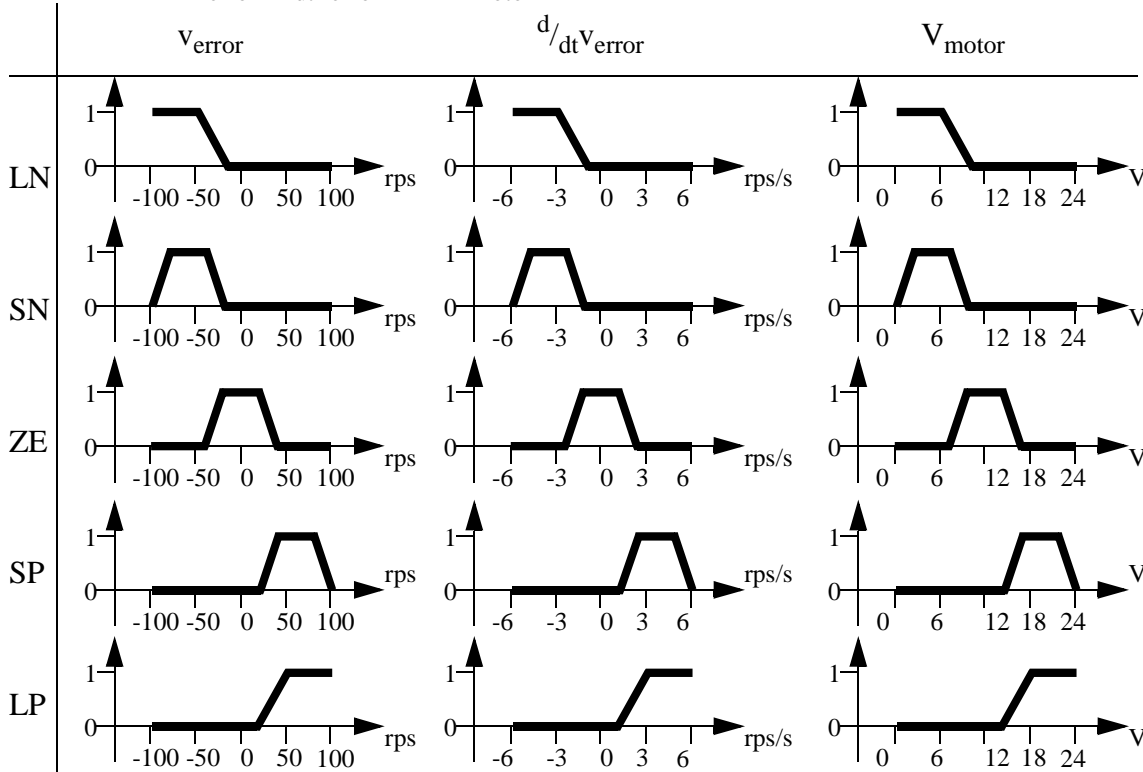 v_error d/dt v_error V_motor
LN
1 1 1
0 rps 0 rps/s 0 V
-100 -50 0 50 100 -6 -3 0 3 6 0 6 12 18 24
SN
1 1 1
0 rps 0 rps/s 0 V
-100 -50 0 50 100 -6 -3 0 3 6 0 6 12 18 24
ZE
1 1 1
0 rps 0 rps/s 0 V
-100 -50 0 50 100 -6 -3 0 3 6 0 6 12 18 24
SP
1 1 1
0 rps 0 rps/s 0 V
-100 -50 0 50 100 -6 -3 0 3 6 0 6 12 18 24
LP
1 1 1
0 rps 0 rps/s 0 V
-100 -50 0 50 100 -6 -3 0 3 6 0 6 12 18 24